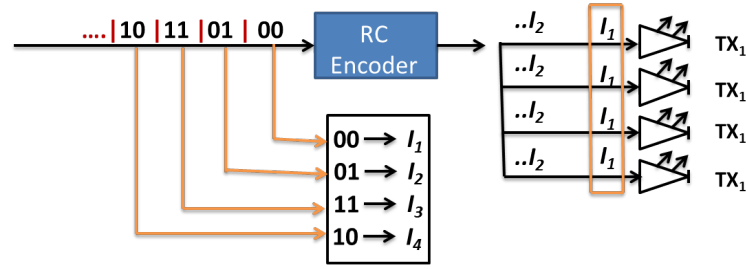 ....|10|11|01| 00
RC
Encoder
..I2 I1 TX1
..I2 I1 TX1
..I2 I1 TX1
..I2 I1 TX1
00 → I1
01 → I2
11 → I3
10 → I4